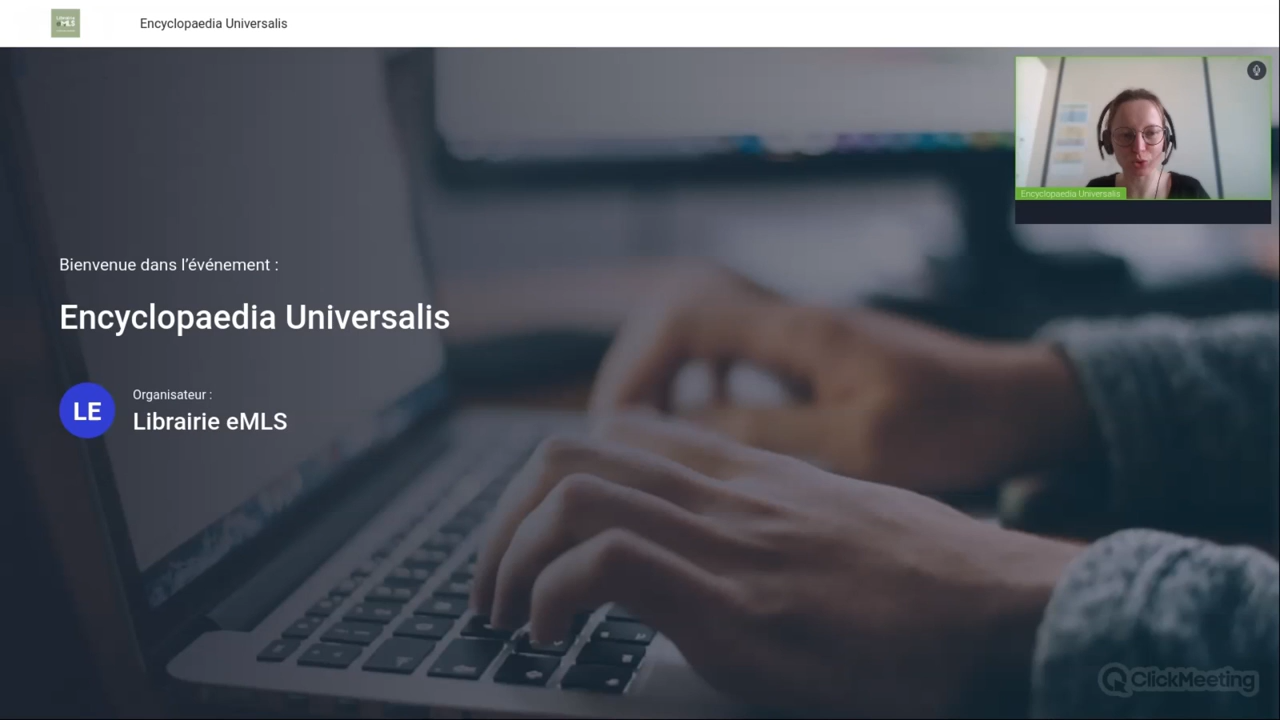 Encyclopaedia Universalis
Encyclopaedia Universalis
Bienvenue dans l'événement :
Encyclopaedia Universalis
LE
Organisateur :
Librairie eMLS
ClickMeeting